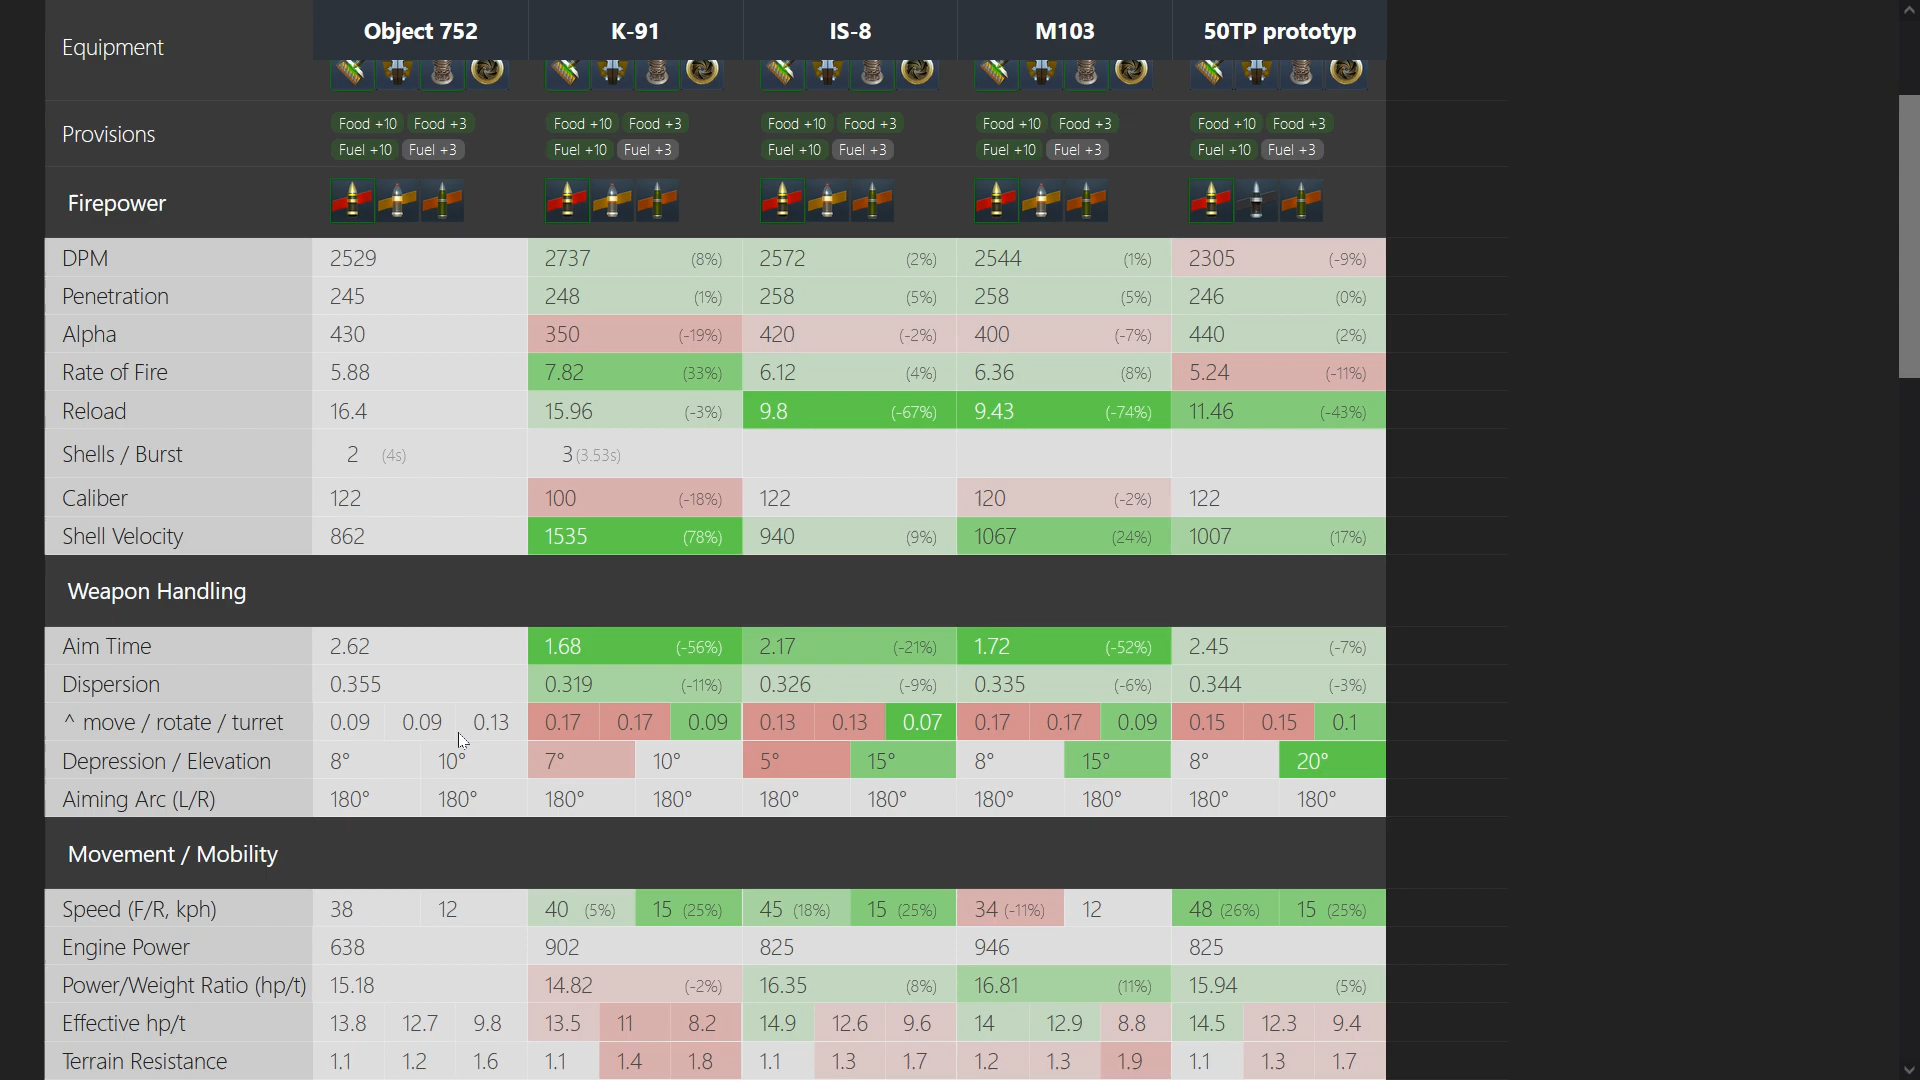 Equipment Object 752 K-91 IS-8 M103 50TP prototyp
Provisions
Food +10 Food +3 Food +10 Food +3 Food +10 Food +3 Food +10 Food +3 Food +10 Food +3
Fuel +10 Fuel +3 Fuel +10 Fuel +3 Fuel +10 Fuel +3 Fuel +10 Fuel +3 Fuel +10 Fuel +3
Firepower
DPM 2529 2737 (8%) 2572 (2%) 2544 (1%) 2305 (-9%)
Penetration 245 248 (1%) 258 (5%) 258 (5%) 246 (0%)
Alpha 430 350 (-19%) 420 (-2%) 400 (-7%) 440 (2%)
Rate of Fire 5.88 7.82 (33%) 6.12 (4%) 6.36 (8%) 5.24 (-11%)
Reload 16.4 15.96 (-3%) 9.8 (-67%) 9.43 (-74%) 11.46 (-43%)
Shells / Burst 2 (4s) 3 (3.53s)
Caliber 122 100 (-18%) 122 120 (-2%) 122
Shell Velocity 862 1535 (78%) 940 (9%) 1067 (24%) 1007 (17%)
Weapon Handling
Aim Time 2.62 1.68 (-56%) 2.17 (-21%) 1.72 (-52%) 2.45 (-7%)
Dispersion 0.355 0.319 (-11%) 0.326 (-9%) 0.335 (-6%) 0.344 (-3%)
^ move / rotate / turret 0.09 0.09 0.13 0.17 0.17 0.09 0.13 0.13 0.07 0.17 0.17 0.09 0.15 0.15 0.1
Depression / Elevation 8° 10° 7° 10° 5° 15° 8° 15° 8° 20°
Aiming Arc (L/R) 180° 180° 180° 180° 180° 180° 180° 180° 180° 180°
Movement / Mobility
Speed (F/R, kph) 38 12 40 (5%) 15 (25%) 45 (18%) 15 (25%) 34 (-11%) 12 48 (26%) 15 (25%)
Engine Power 638 902 825 946 825
Power/Weight Ratio (hp/t) 15.18 14.82 (-2%) 16.35 (8%) 16.81 (11%) 15.94 (5%)
Effective hp/t 13.8 12.7 9.8 13.5 11 8.2 14.9 12.6 9.6 14 12.9 8.8 14.5 12.3 9.4
Terrain Resistance 1.1 1.2 1.6 1.1 1.4 1.8 1.1 1.3 1.7 1.2 1.3 1.9 1.1 1.3 1.7